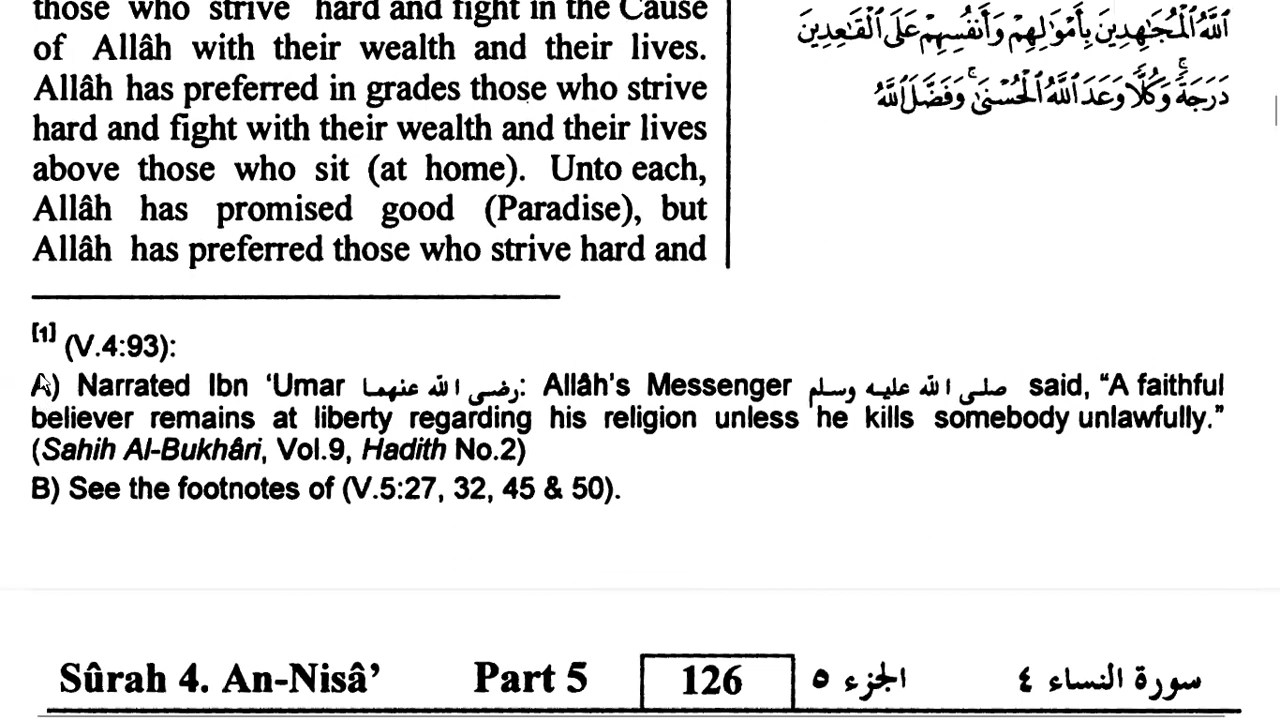 those who strive hard and fight in the Cause
of Allâh with their wealth and their lives.
Allâh has preferred in grades those who strive
hard and fight with their wealth and their lives
above those who sit (at home). Unto each,
Allâh has promised good (Paradise), but
Allâh has preferred those who strive hard and
ٱللَّهُ ٱلْمُجَـٰهِدِينَ بِأَمْوَٰلِهِمْ وَأَنفُسِهِمْ عَلَى ٱلْقَـٰعِدِينَ
دَرَجَةًۚ وَكُلًّا وَعَدَ ٱللَّهُ ٱلْحُسْنَىٰۚ وَفَضَّلَ ٱللَّهُ
[1] (V.4:93):
A) Narrated Ibn ‘Umar رضى الله عنهما: Allâh's Messenger صلى الله عليه وسلم said, “A faithful
believer remains at liberty regarding his religion unless he kills somebody unlawfully.”
(Sahih Al-Bukhâri, Vol.9, Hadith No.2)
B) See the footnotes of (V.5:27, 32, 45 & 50).
Sûrah 4. An-Nisâ’ Part 5 126 الجزء ٥ سورة النساء ٤